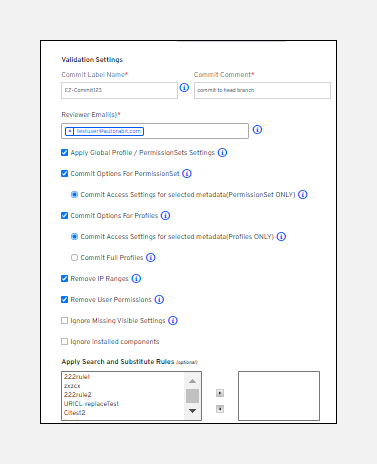 Validation Settings
Commit Label Name* Commit Comment*
EZ-Commit123 commit to head branch
Reviewer Email(s)*
× testuser@autorabit.com
Apply Global Profile / PermissionSets Settings
Commit Options For PermissionSet
Commit Access Settings for selected metadata(PermissionSet ONLY)
Commit Options For Profiles
Commit Access Settings for selected metadata(Profiles ONLY)
Commit Full Profiles
Remove IP Ranges
Remove User Permissions
Ignore Missing Visible Settings
Ignore installed components
Apply Search and Substitute Rules (optional)
222rule1
zxzcx
222rule2
URICL replaceTest
CItest2